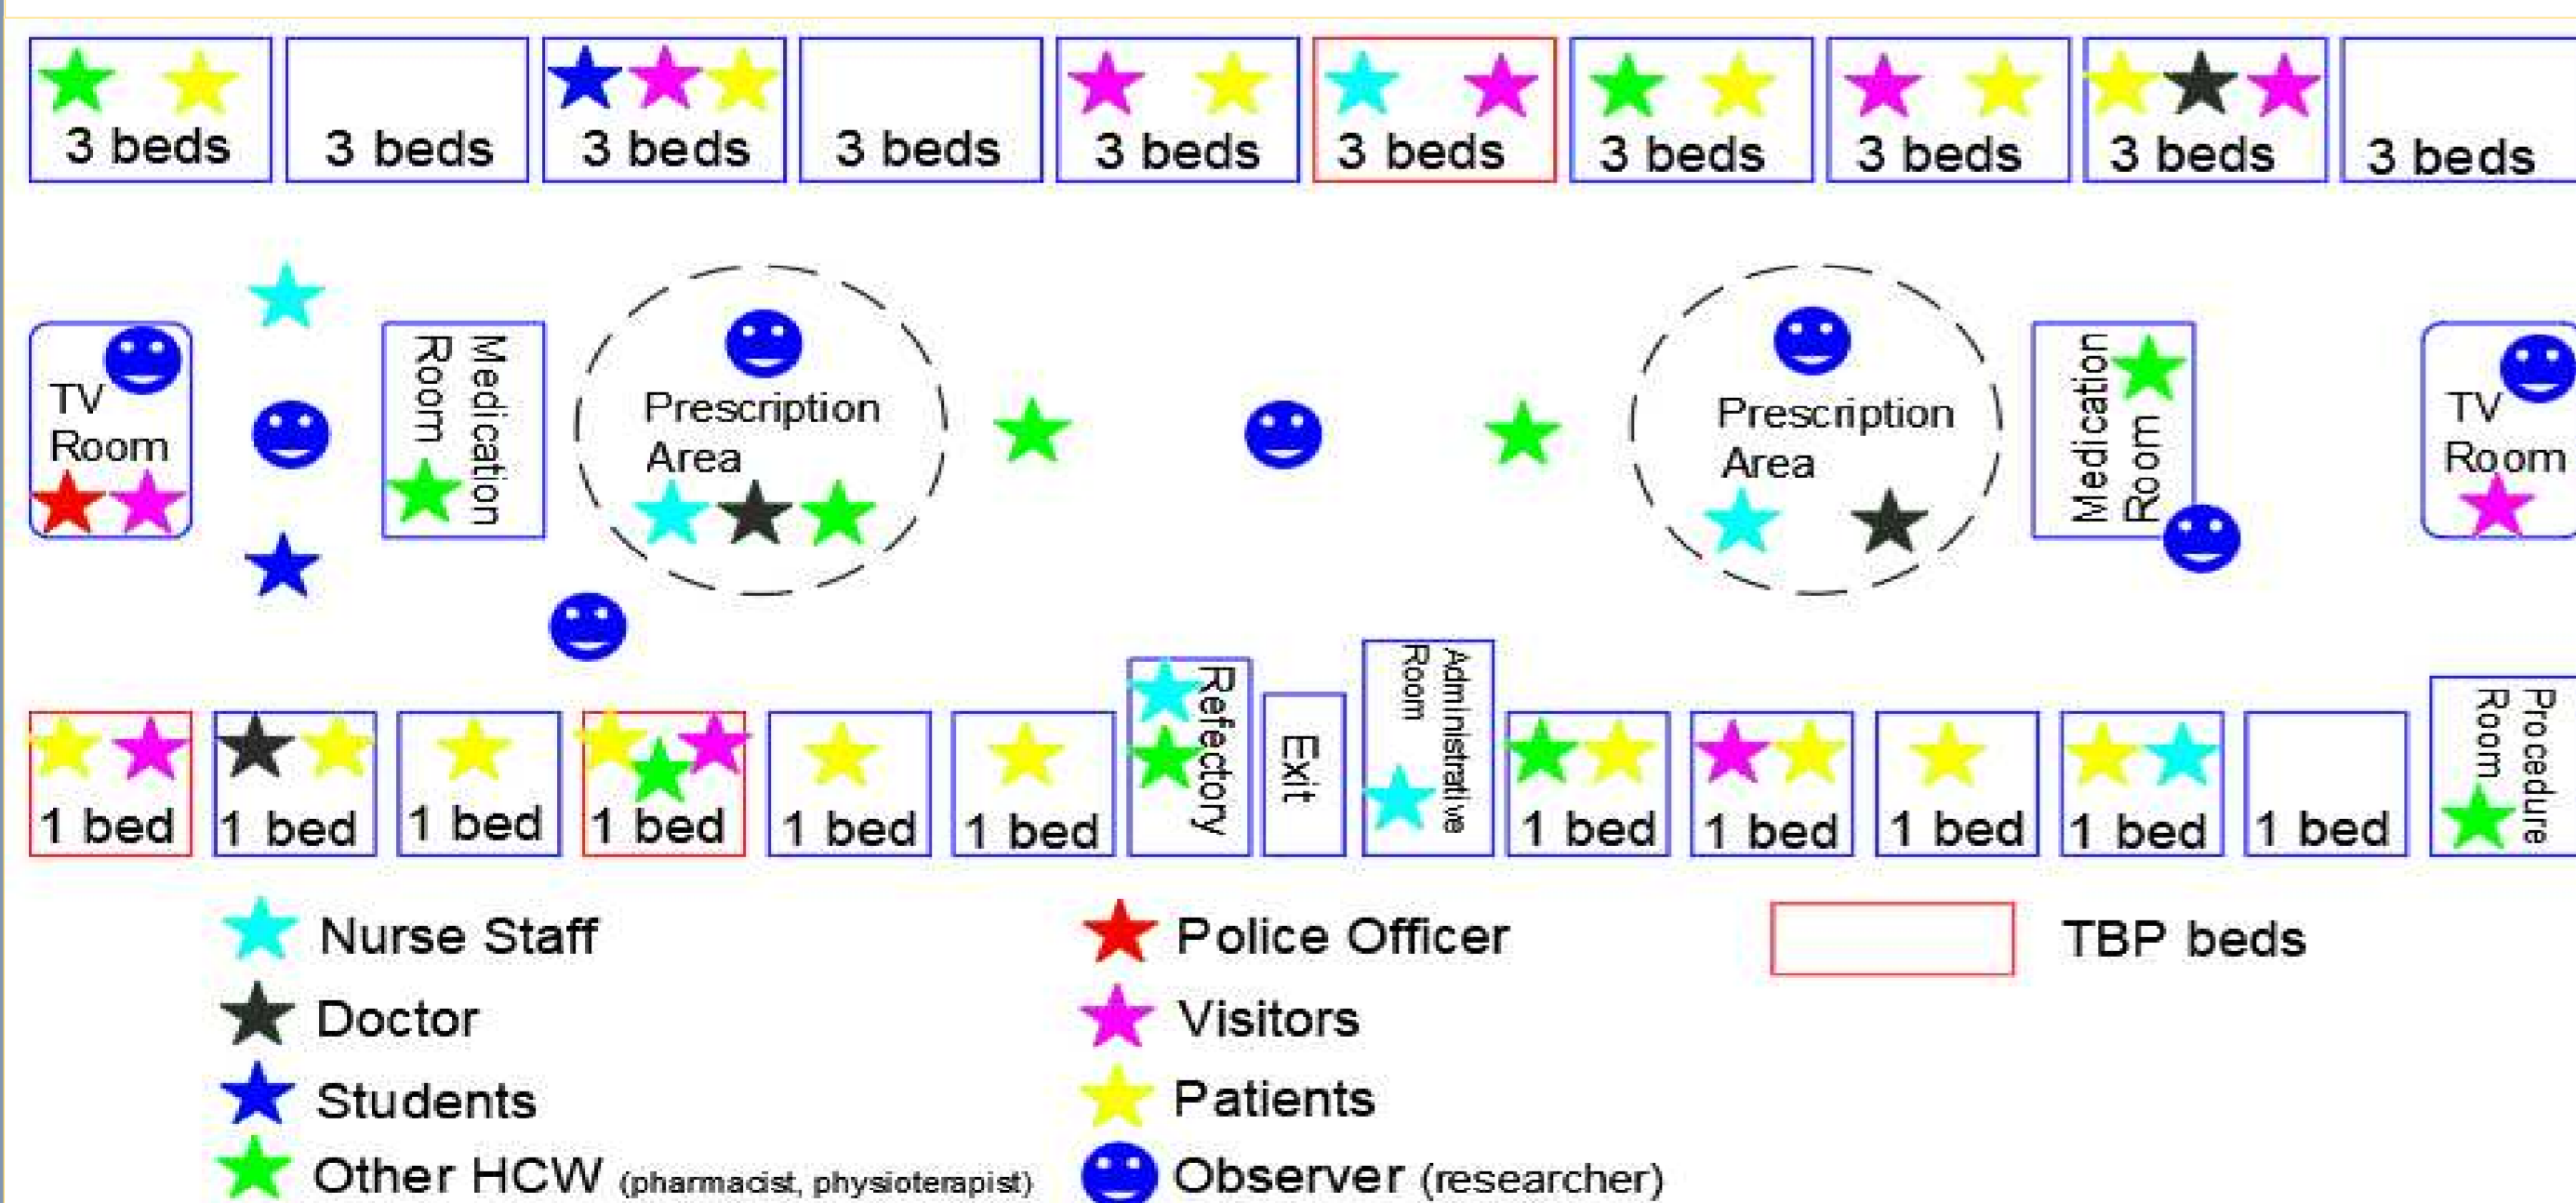 3 beds
3 beds
3 beds
3 beds
3 beds
3 beds
3 beds
3 beds
3 beds
3 beds
TV
Room
Medication
Room
Prescription
Area
Prescription
Area
Medication
Room
TV
Room
1 bed
1 bed
1 bed
1 bed
1 bed
1 bed
Refectory
Exit
Administrative
Room
1 bed
1 bed
1 bed
1 bed
1 bed
Procedure
Room
Nurse Staff
Police Officer
TBP beds
Doctor
Visitors
Students
Patients
Other HCW (pharmacist, physioterapist)
Observer (researcher)